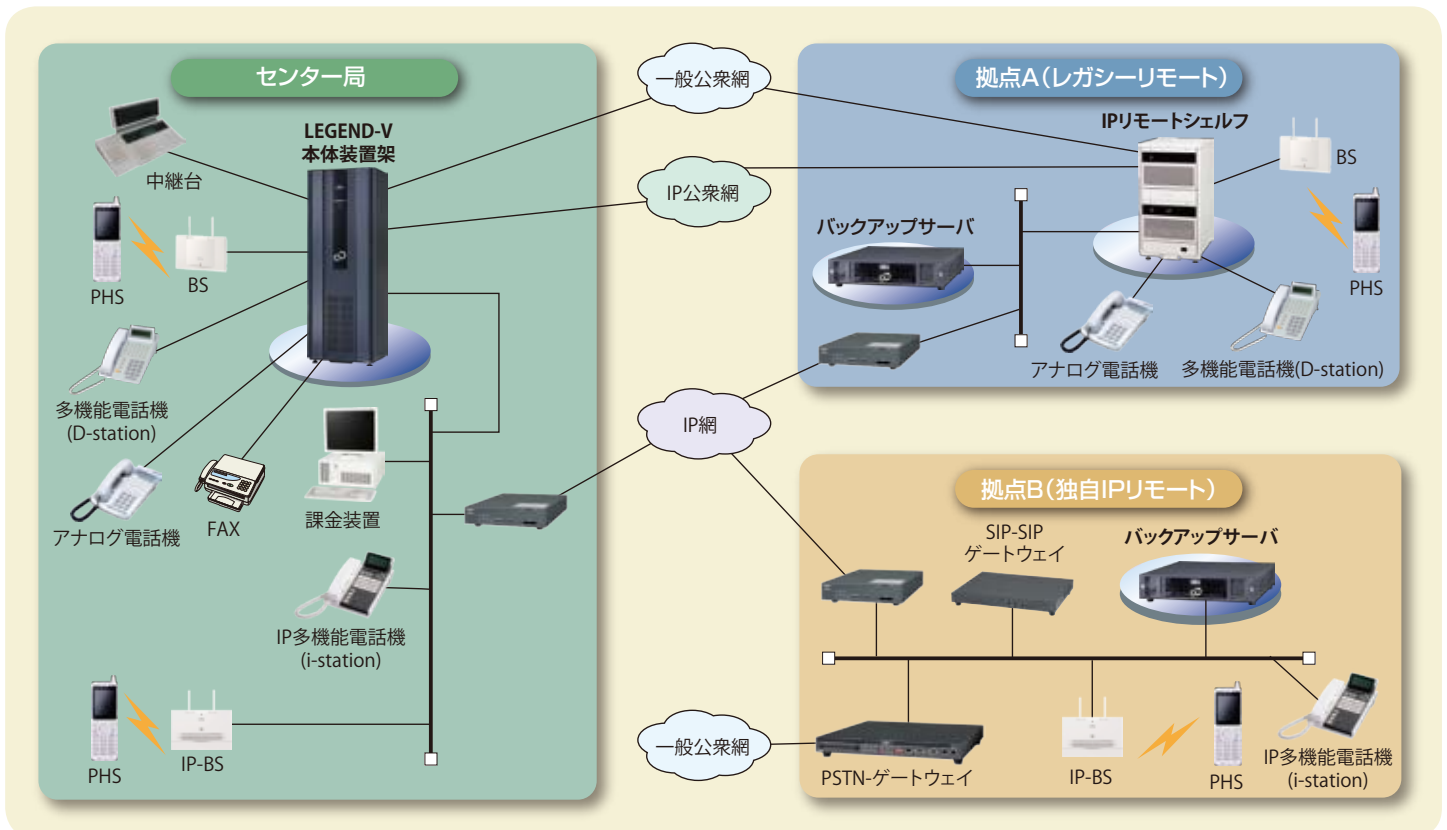 センター局
LEGEND-V
本体装置架
中継台
PHS
BS
多機能電話機
(D-station)
アナログ電話機
FAX
課金装置
IP多機能電話機
(i-station)
PHS
IP-BS
一般公衆網
IP公衆網
IP網
一般公衆網
拠点A(レガシーリモート)
IPリモートシェルフ
BS
バックアップサーバ
PHS
アナログ電話機
多機能電話機(D-station)
拠点B(独自IPリモート)
SIP-SIP
ゲートウェイ
バックアップサーバ
PSTN-ゲートウェイ
IP-BS
PHS
IP多機能電話機
(i-station)